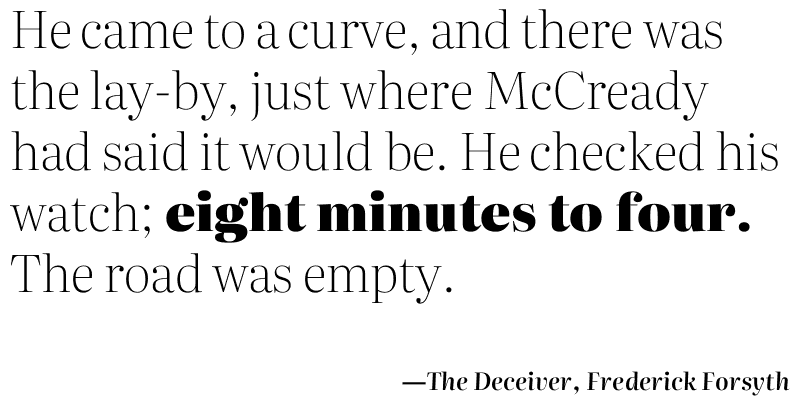 He came to a curve, and there was
the lay-by, just where McCready
had said it would be. He checked his
watch; eight minutes to four.
The road was empty.
—The Deceiver, Frederick Forsyth